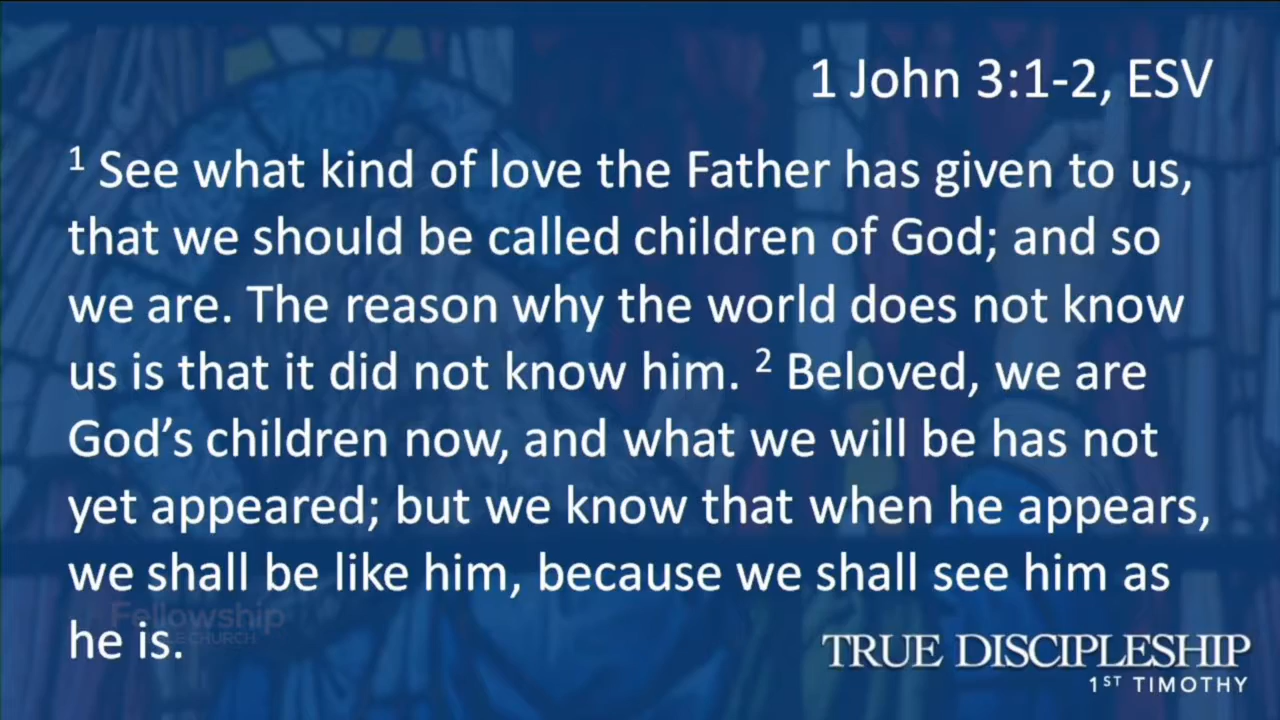 1 John 3:1-2, ESV
1 See what kind of love the Father has given to us,
that we should be called children of God; and so
we are. The reason why the world does not know
us is that it did not know him. 2 Beloved, we are
God’s children now, and what we will be has not
yet appeared; but we know that when he appears,
we shall be like him, because we shall see him as
he is.
Fellowship
CHURCH
TRUE DISCIPLESHIP
1ST TIMOTHY